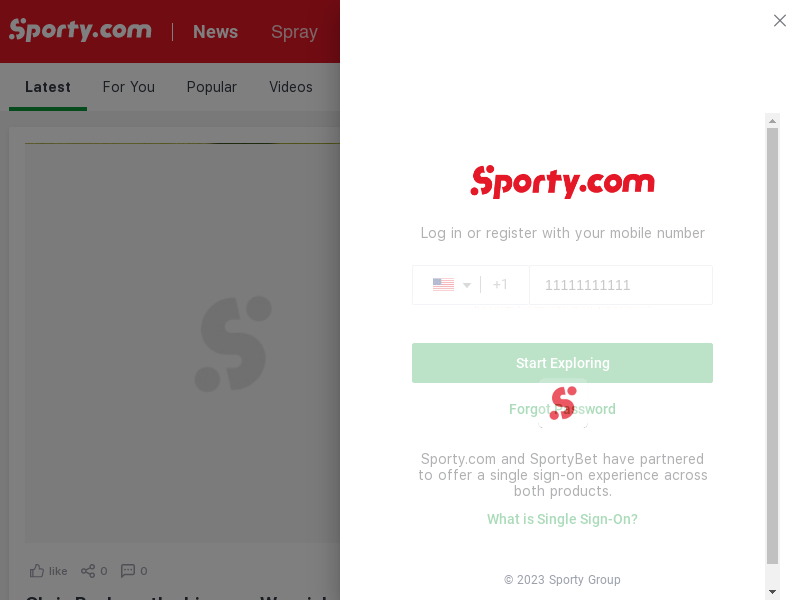 Sporty.com
News
Spray
Latest
For You
Popular
Videos
like
0
0
Sporty.com
Log in or register with your mobile number
+1
11111111111
Start Exploring
Forgot Password
Sporty.com and SportyBet have partnered
to offer a single sign-on experience across
both products.
What is Single Sign-On?
© 2023 Sporty Group